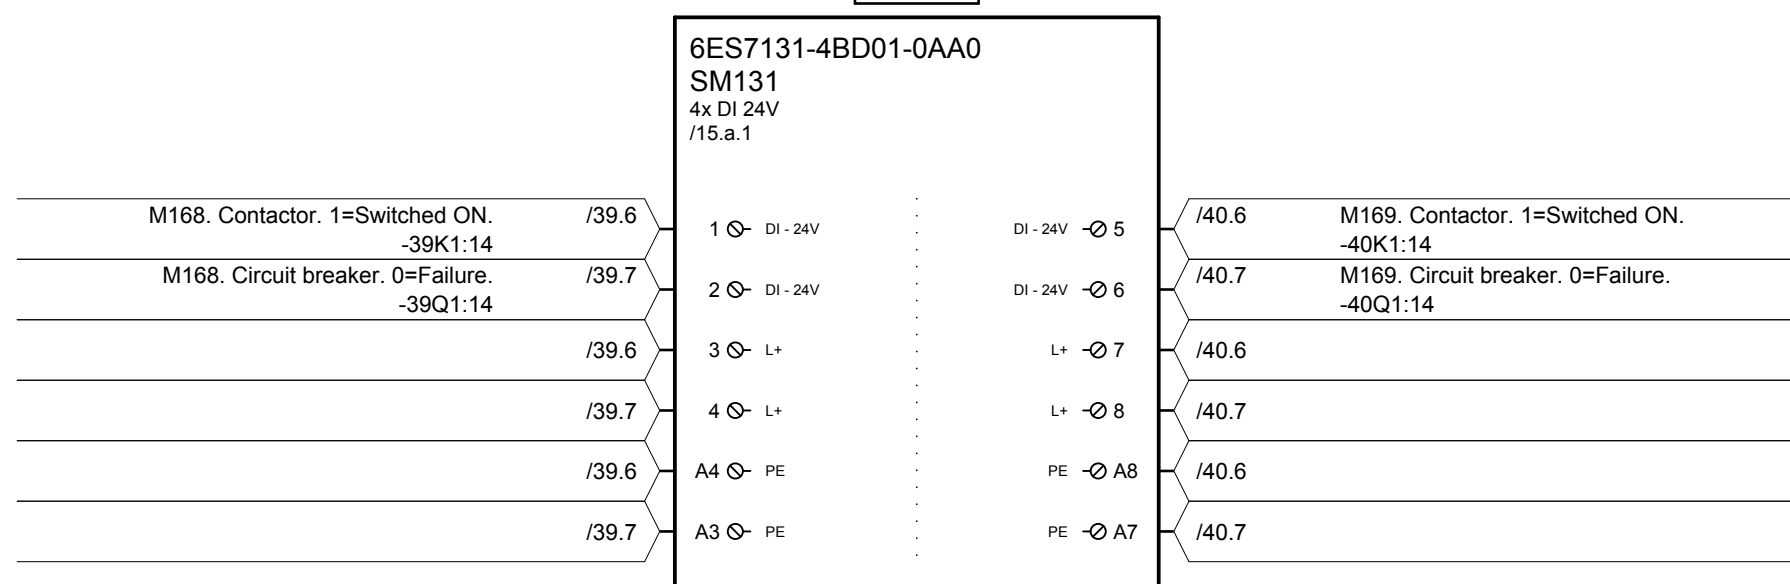 6ES7131-4BD01-0AA0
SM131
4x DI 24V
/15.a.1
M168. Contactor. 1=Switched ON. /39.6 1 DI - 24V DI - 24V 5 /40.6 M169. Contactor. 1=Switched ON.
-39K1:14 -40K1:14
M168. Circuit breaker. 0=Failure. /39.7 2 DI - 24V DI - 24V 6 /40.7 M169. Circuit breaker. 0=Failure.
-39Q1:14 -40Q1:14
/39.6 3 L+ L+ 7 /40.6
/39.7 4 L+ L+ 8 /40.7
/39.6 A4 PE PE A8 /40.6
/39.7 A3 PE PE A7 /40.7